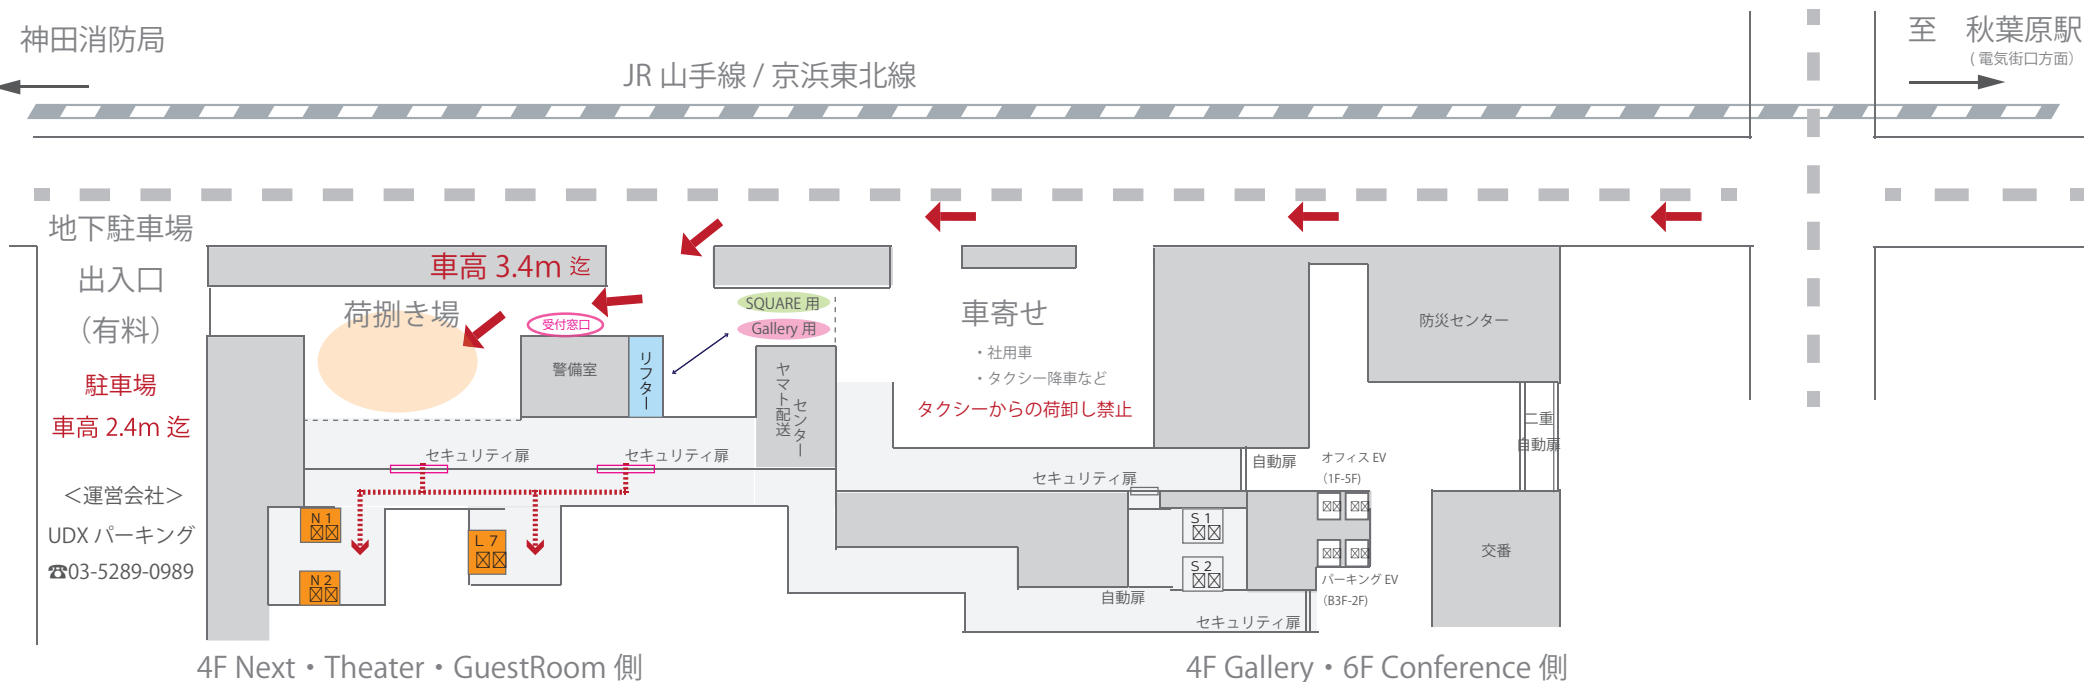 神田消防局
JR 山手線 / 京浜東北線
至　秋葉原駅
(電気街口方面)
地下駐車場
出入口
（有料）
駐車場
車高 2.4m 迄
＜運営会社＞
UDX パーキング
☎03-5289-0989
車高 3.4m 迄
荷捌き場
受付窓口
警備室
リフター
SQUARE 用
Gallery 用
ヤマト配送
センター
車寄せ
・社用車
・タクシー降車など
タクシーからの荷卸し禁止
防災センター
二重
自動扉
セキュリティ扉
セキュリティ扉
セキュリティ扉
自動扉
オフィス EV
(1F-5F)
N 1
N 2
L 7
S 1
S 2
交番
パーキング EV
(B3F-2F)
自動扉
セキュリティ扉
4F Next・Theater・GuestRoom 側
4F Gallery・6F Conference 側